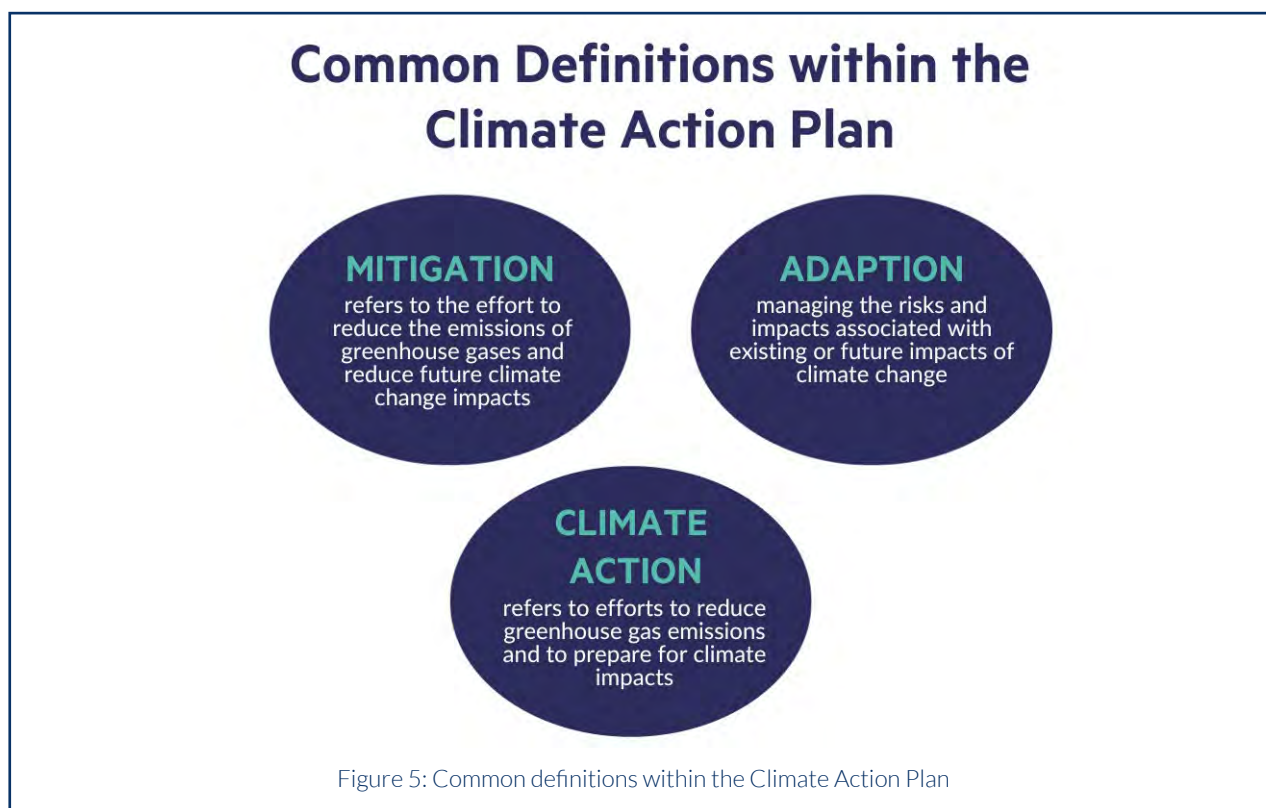 Common Definitions within the
Climate Action Plan
MITIGATION
refers to the effort to
reduce the emissions of
greenhouse gases and
reduce future climate
change impacts
ADAPTION
managing the risks and
impacts associated with
existing or future impacts of
climate change
CLIMATE
ACTION
refers to efforts to reduce
greenhouse gas emissions
and to prepare for climate
impacts
Figure 5: Common definitions within the Climate Action Plan